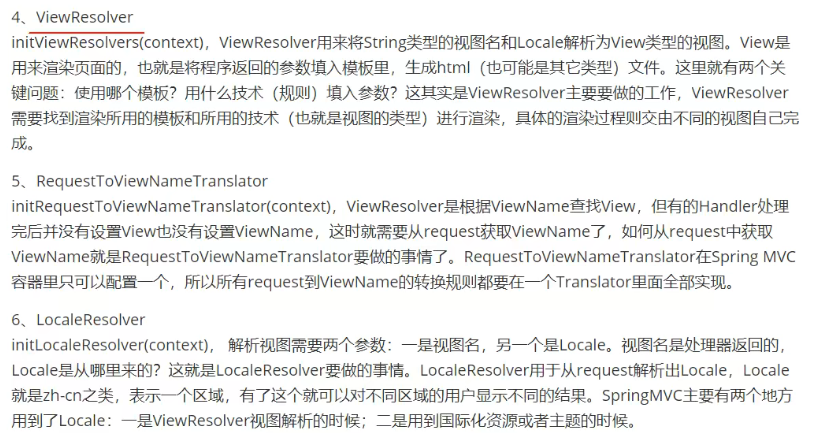 4、ViewResolver
initViewResolvers(context)，ViewResolver用来将String类型的视图名和Locale解析为View类型的视图。View是
用来渲染页面的，也就是将程序返回的参数填入模板里，生成html（也可能是其它类型）文件。这里就有两个关
键问题：使用哪个模板？用什么技术（规则）填入参数？这其实是ViewResolver主要要做的工作，ViewResolver
需要找到渲染所用的模板和所用的技术（也就是视图的类型）进行渲染，具体的渲染过程则交由不同的视图自己完
成。
5、RequestToViewNameTranslator
initRequestToViewNameTranslator(context)，ViewResolver是根据ViewName查找View，但有的Handler处理
完后并没有设置View也没有设置ViewName，这时就需要从request获取ViewName了，如何从request中获取
ViewName就是RequestToViewNameTranslator要做的事情了。RequestToViewNameTranslator在Spring MVC
容器里只可以配置一个，所以所有request到ViewName的转换规则都要在一个Translator里面全部实现。
6、LocaleResolver
initLocaleResolver(context)， 解析视图需要两个参数：一是视图名，另一个是Locale。视图名是处理器返回的，
Locale是从哪里来的？这就是LocaleResolver要做的事情。LocaleResolver用于从request解析出Locale，Locale
就是zh-cn之类，表示一个区域，有了这个就可以对不同区域的用户显示不同的结果。SpringMVC主要有两个地方
用到了Locale：一是ViewResolver视图解析的时候；二是用到国际化资源或者主题的时候。